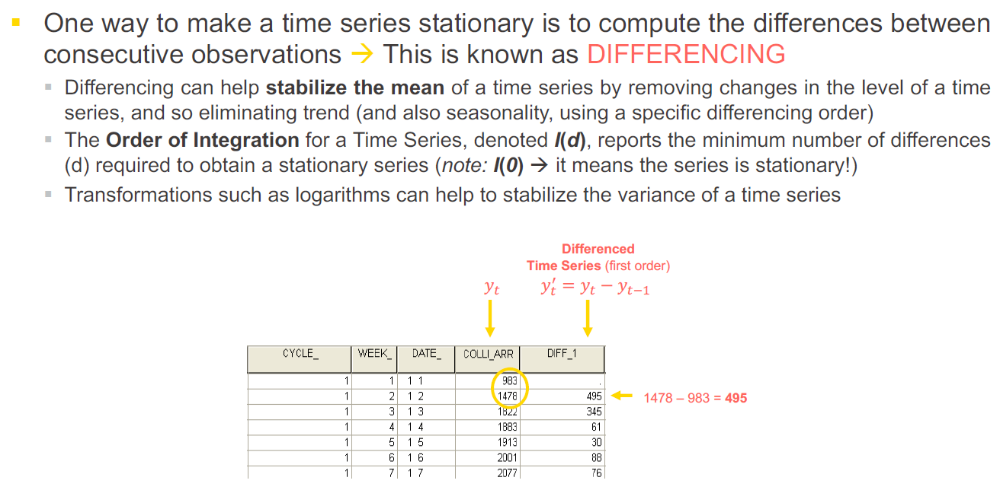 One way to make a time series stationary is to compute the differences between
consecutive observations → This is known as DIFFERENCING
Differencing can help stabilize the mean of a time series by removing changes in the level of a time
series, and so eliminating trend (and also seasonality, using a specific differencing order)
The Order of Integration for a Time Series, denoted I(d), reports the minimum number of differences
(d) required to obtain a stationary series (note: I(0) → it means the series is stationary!)
Transformations such as logarithms can help to stabilize the variance of a time series
Differenced
Time Series (first order)
yₜ y′ₜ = yₜ − yₜ₋₁
CYCLE_ WEEK_ DATE_ COLLI_ARR DIFF_1
1 1 1 1 983 .
1 2 1 2 1478 495 1478 – 983 = 495
1 3 1 3 1822 345
1 4 1 4 1883 61
1 5 1 5 1913 30
1 6 1 6 2001 88
1 7 1 7 2077 76